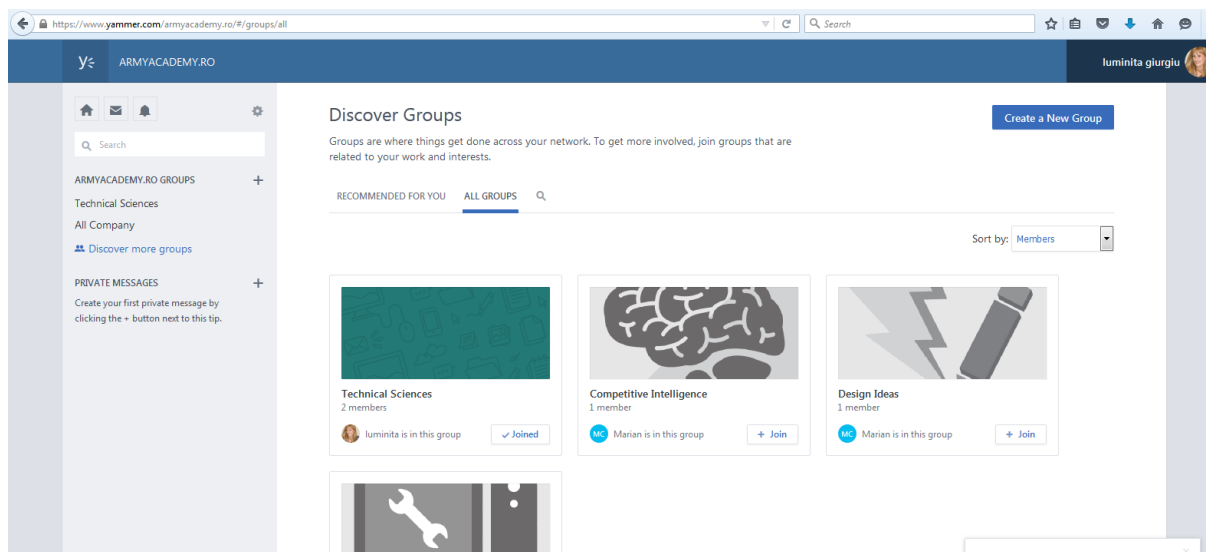 https://www.yammer.com/armyacademy.ro/#/groups/all
Search
ARMYACADEMY.RO
luminita giurgiu
Search
ARMYACADEMY.RO GROUPS +
Technical Sciences
All Company
Discover more groups
PRIVATE MESSAGES +
Create your first private message by
clicking the + button next to this tip.
Discover Groups
Create a New Group
Groups are where things get done across your network. To get more involved, join groups that are
related to your work and interests.
RECOMMENDED FOR YOU ALL GROUPS
Sort by: Members
Technical Sciences
2 members
luminita is in this group ✓ Joined
Competitive Intelligence
1 member
MC Marian is in this group + Join
Design Ideas
1 member
MC Marian is in this group + Join